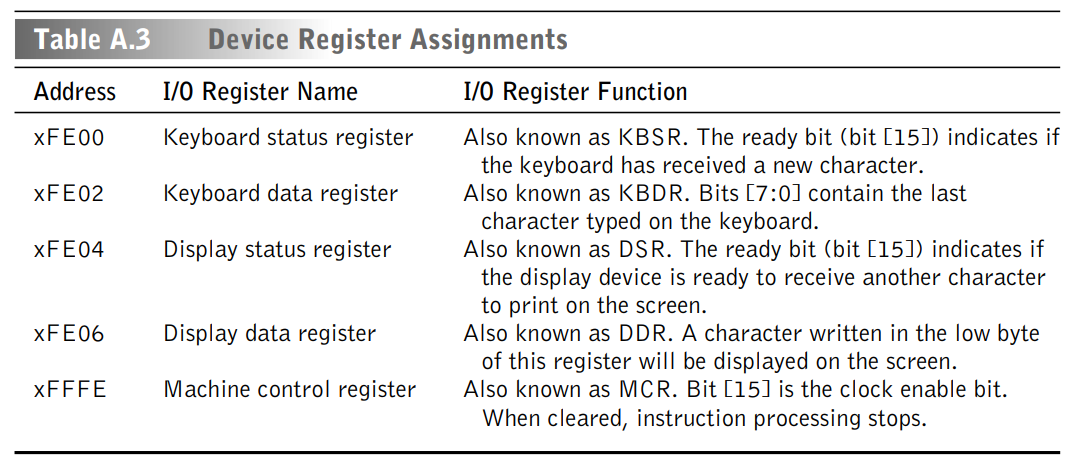 Table A.3 Device Register Assignments
Address I/O Register Name I/O Register Function
xFE00 Keyboard status register Also known as KBSR. The ready bit (bit [15]) indicates if
the keyboard has received a new character.
xFE02 Keyboard data register Also known as KBDR. Bits [7:0] contain the last
character typed on the keyboard.
xFE04 Display status register Also known as DSR. The ready bit (bit [15]) indicates if
the display device is ready to receive another character
to print on the screen.
xFE06 Display data register Also known as DDR. A character written in the low byte
of this register will be displayed on the screen.
xFFFE Machine control register Also known as MCR. Bit [15] is the clock enable bit.
When cleared, instruction processing stops.